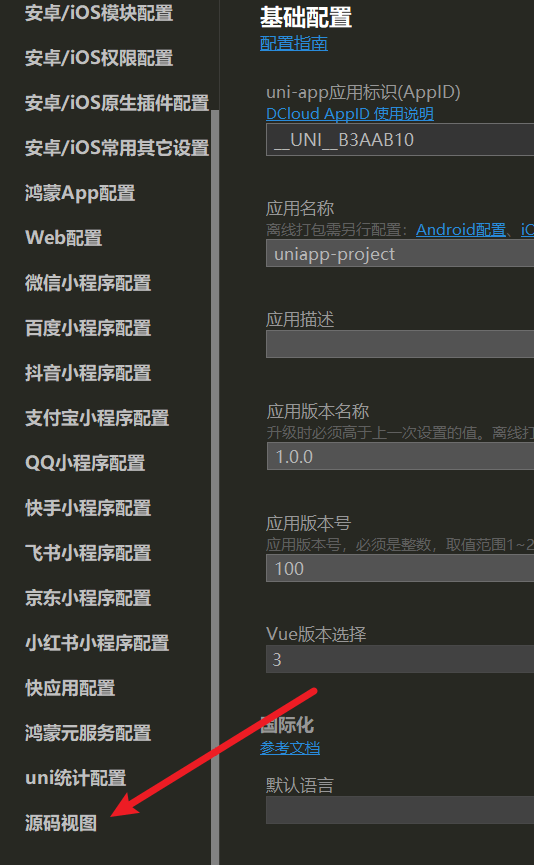 安卓/iOS模块配置
安卓/iOS权限配置
安卓/iOS原生插件配置
安卓/iOS常用其它设置
鸿蒙App配置
Web配置
微信小程序配置
百度小程序配置
抖音小程序配置
支付宝小程序配置
QQ小程序配置
快手小程序配置
飞书小程序配置
京东小程序配置
小红书小程序配置
快应用配置
鸿蒙元服务配置
uni统计配置
源码视图
基础配置
配置指南
uni-app应用标识(AppID)
DCloud AppID 使用说明
__UNI__B3AAB10
应用名称
离线打包需另行配置：Android配置、iO
uniapp-project
应用描述
应用版本名称
升级时必须高于上一次设置的值。离线打
1.0.0
应用版本号
应用版本号，必须是整数，取值范围1~2
100
Vue版本选择
3
国际化
参考文档
默认语言